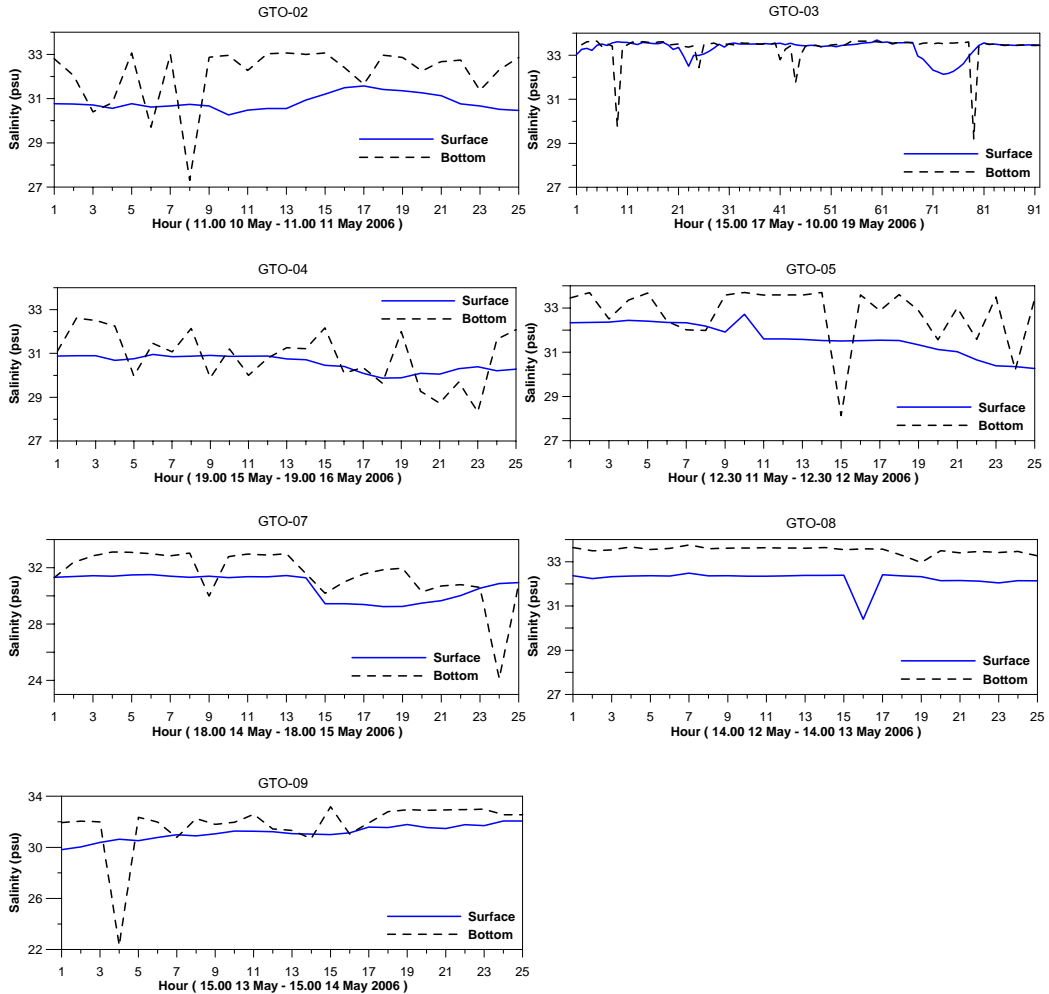 GTO-02
Salinity (psu)
33
31
29
27
Surface
Bottom
1 3 5 7 9 11 13 15 17 19 21 23 25
Hour ( 11.00 10 May - 11.00 11 May 2006 )
GTO-03
Salinity (psu)
33
31
29
27
Surface
Bottom
1 11 21 31 41 51 61 71 81 91
Hour ( 15.00 17 May - 10.00 19 May 2006 )
GTO-04
Salinity (psu)
33
31
29
27
Surface
Bottom
1 3 5 7 9 11 13 15 17 19 21 23 25
Hour ( 19.00 15 May - 19.00 16 May 2006 )
GTO-05
Salinity (psu)
33
31
29
27
Surface
Bottom
1 3 5 7 9 11 13 15 17 19 21 23 25
Hour ( 12.30 11 May - 12.30 12 May 2006 )
GTO-07
Salinity (psu)
32
28
24
Surface
Bottom
1 3 5 7 9 11 13 15 17 19 21 23 25
Hour ( 18.00 14 May - 18.00 15 May 2006 )
GTO-08
Salinity (psu)
33
31
29
27
Surface
Bottom
1 3 5 7 9 11 13 15 17 19 21 23 25
Hour ( 14.00 12 May - 14.00 13 May 2006 )
GTO-09
Salinity (psu)
34
30
26
22
Surface
Bottom
1 3 5 7 9 11 13 15 17 19 21 23 25
Hour ( 15.00 13 May - 15.00 14 May 2006 )